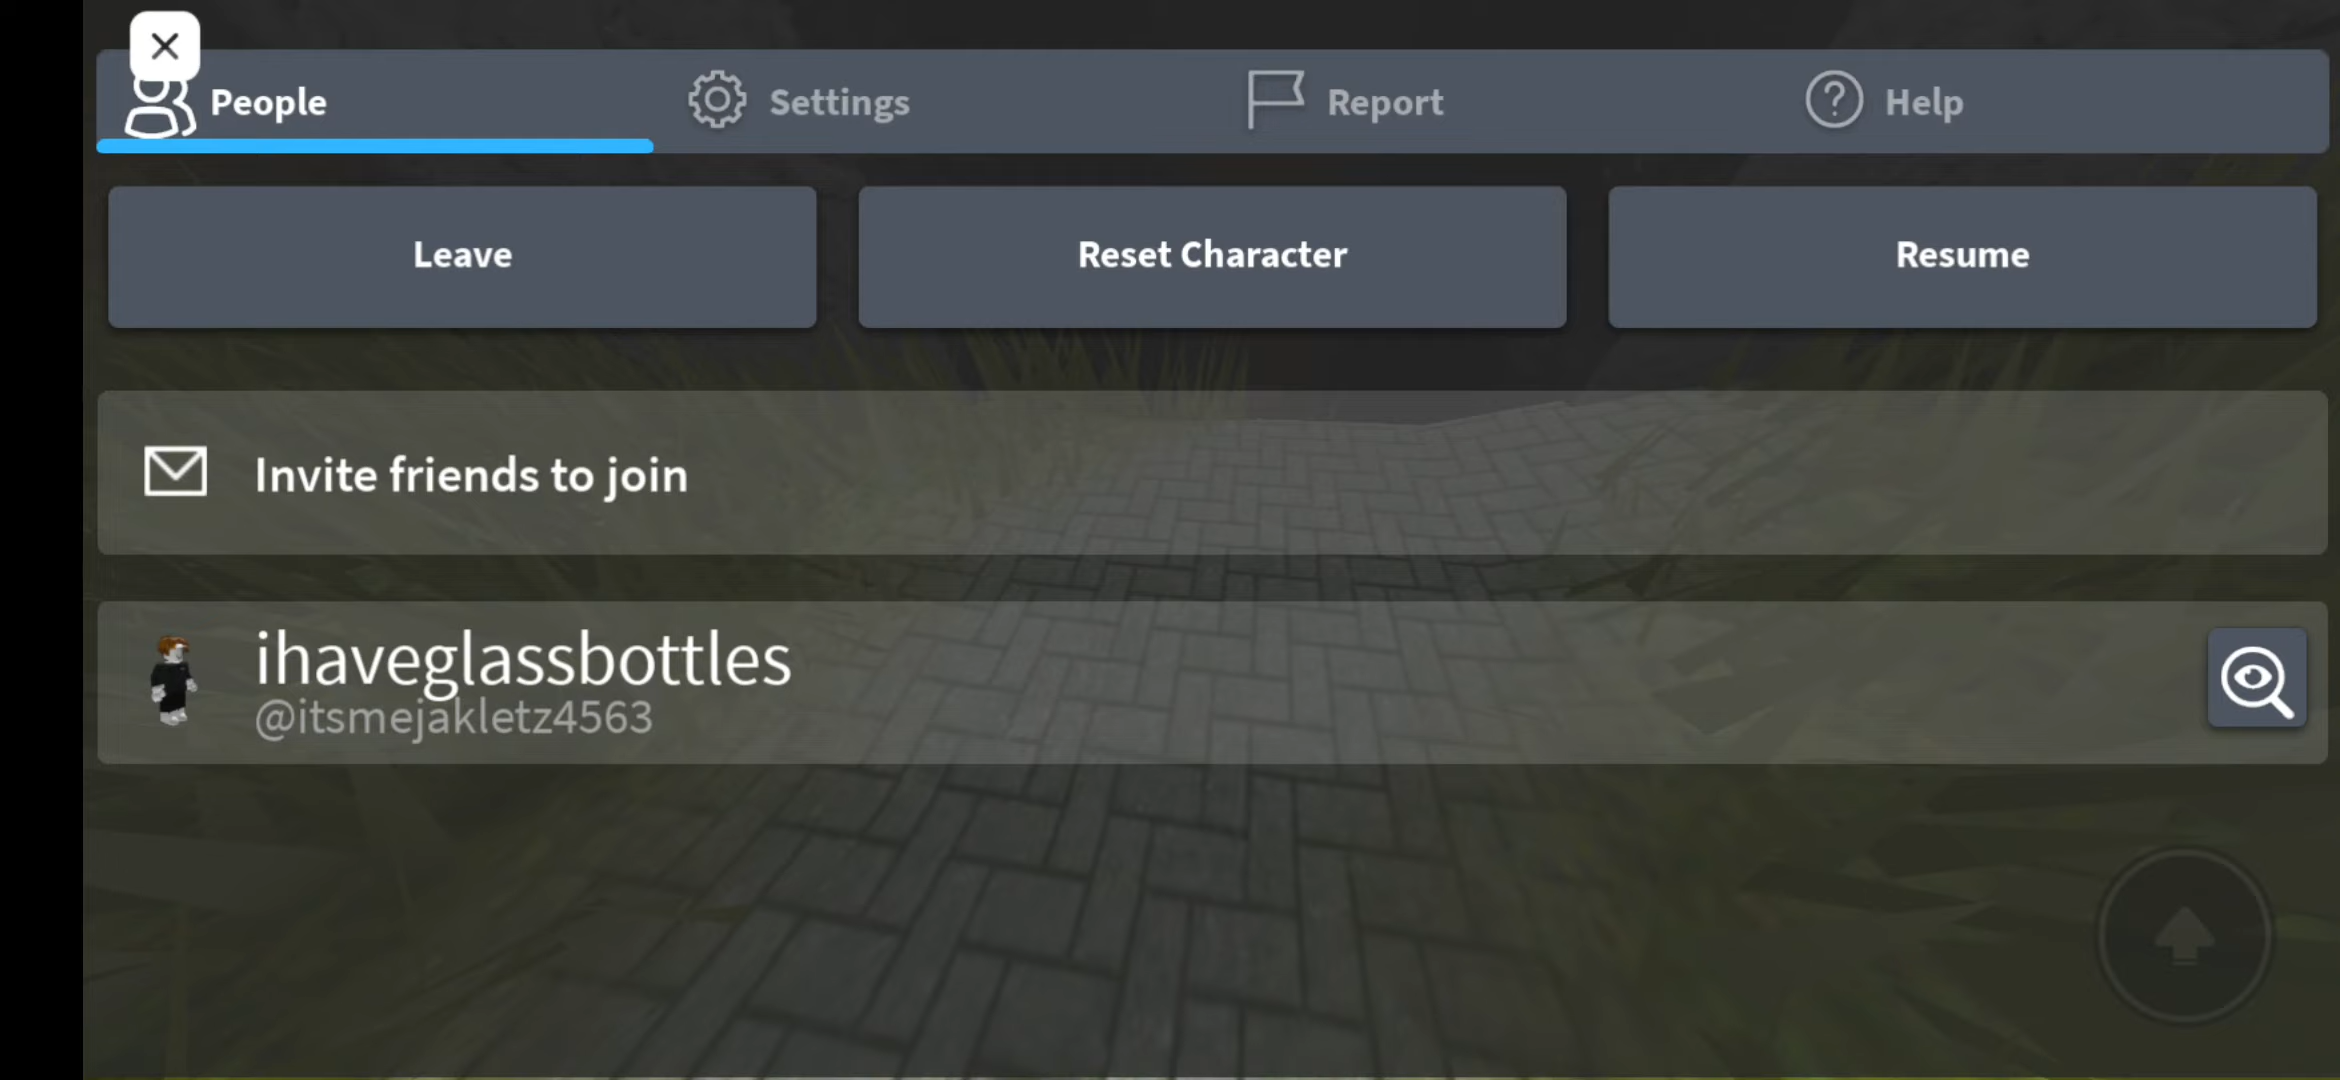 People
Settings
Report
Help
Leave
Reset Character
Resume
Invite friends to join
ihaveglassbottles
@itsmejakletz4563